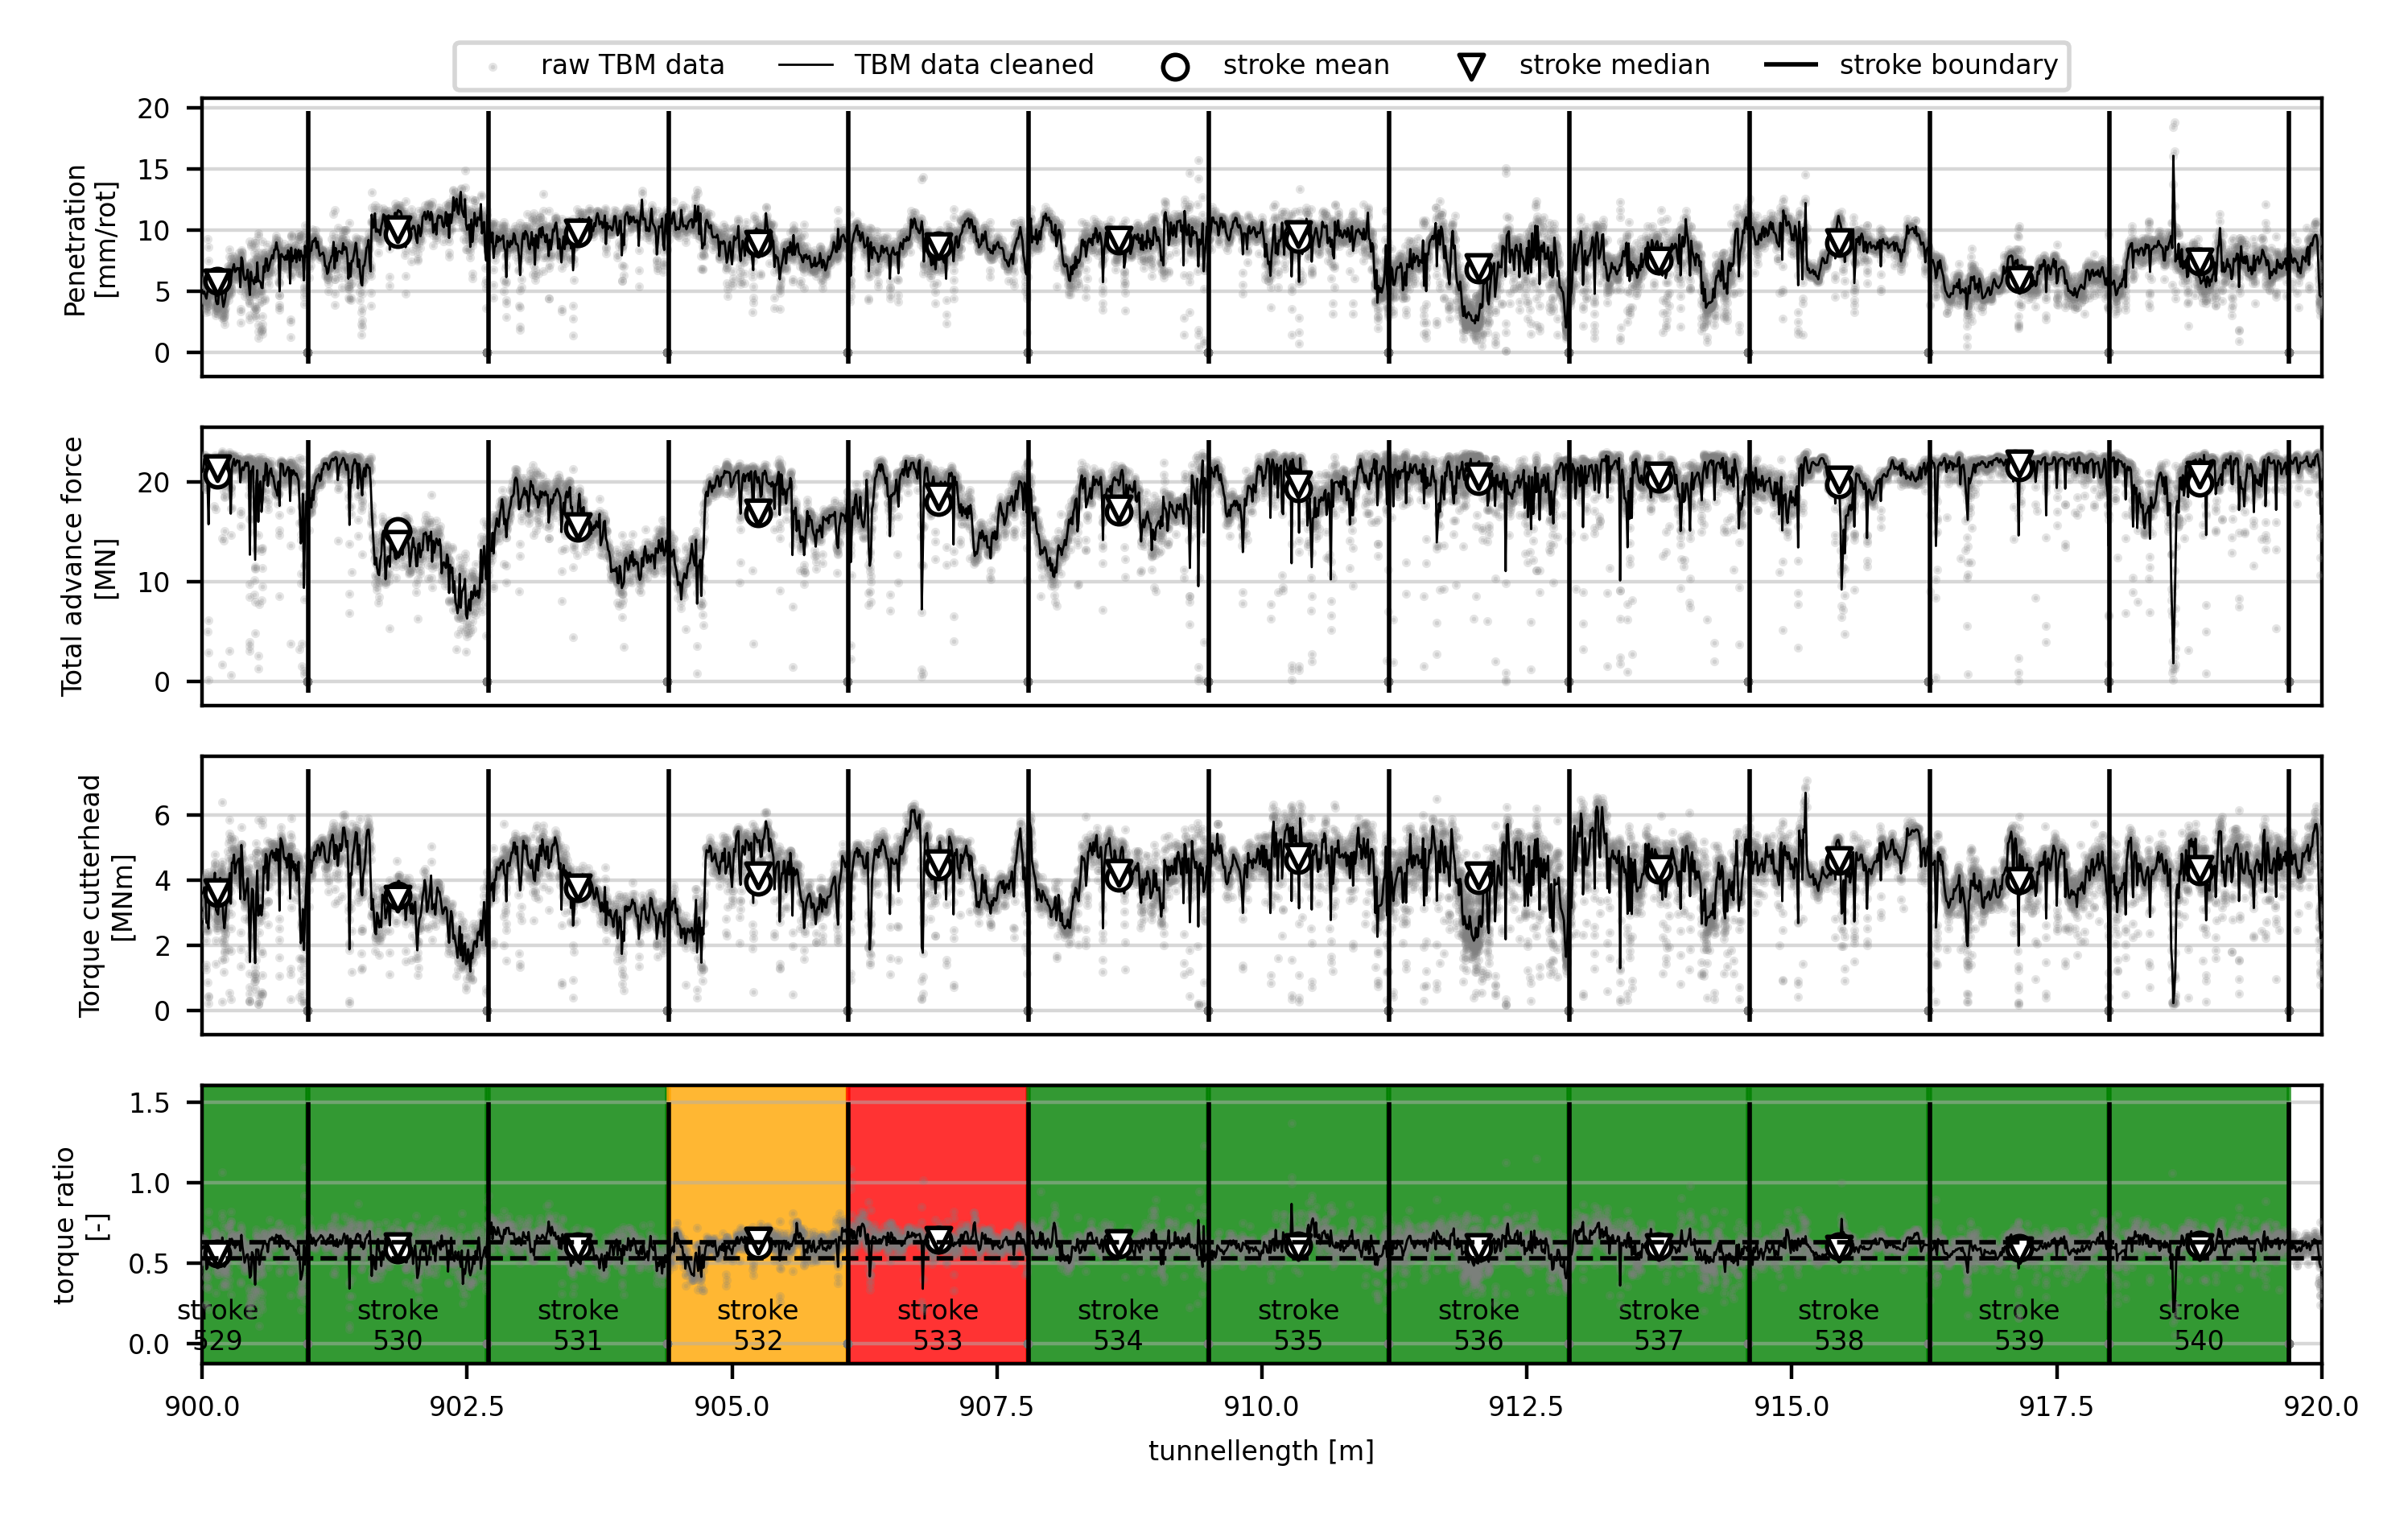 raw TBM data
TBM data cleaned
stroke mean
stroke median
stroke boundary
20
15
10
5
0
Penetration
[mm/rot]
20
10
0
Total advance force
[MN]
6
4
2
0
Torque cutterhead
[MNm]
1.5
1.0
0.5
0.0
torque ratio
[-]
stroke
529
stroke
530
stroke
531
stroke
532
stroke
533
stroke
534
stroke
535
stroke
536
stroke
537
stroke
538
stroke
539
stroke
540
900.0
902.5
905.0
907.5
910.0
912.5
915.0
917.5
920.0
tunnellength [m]